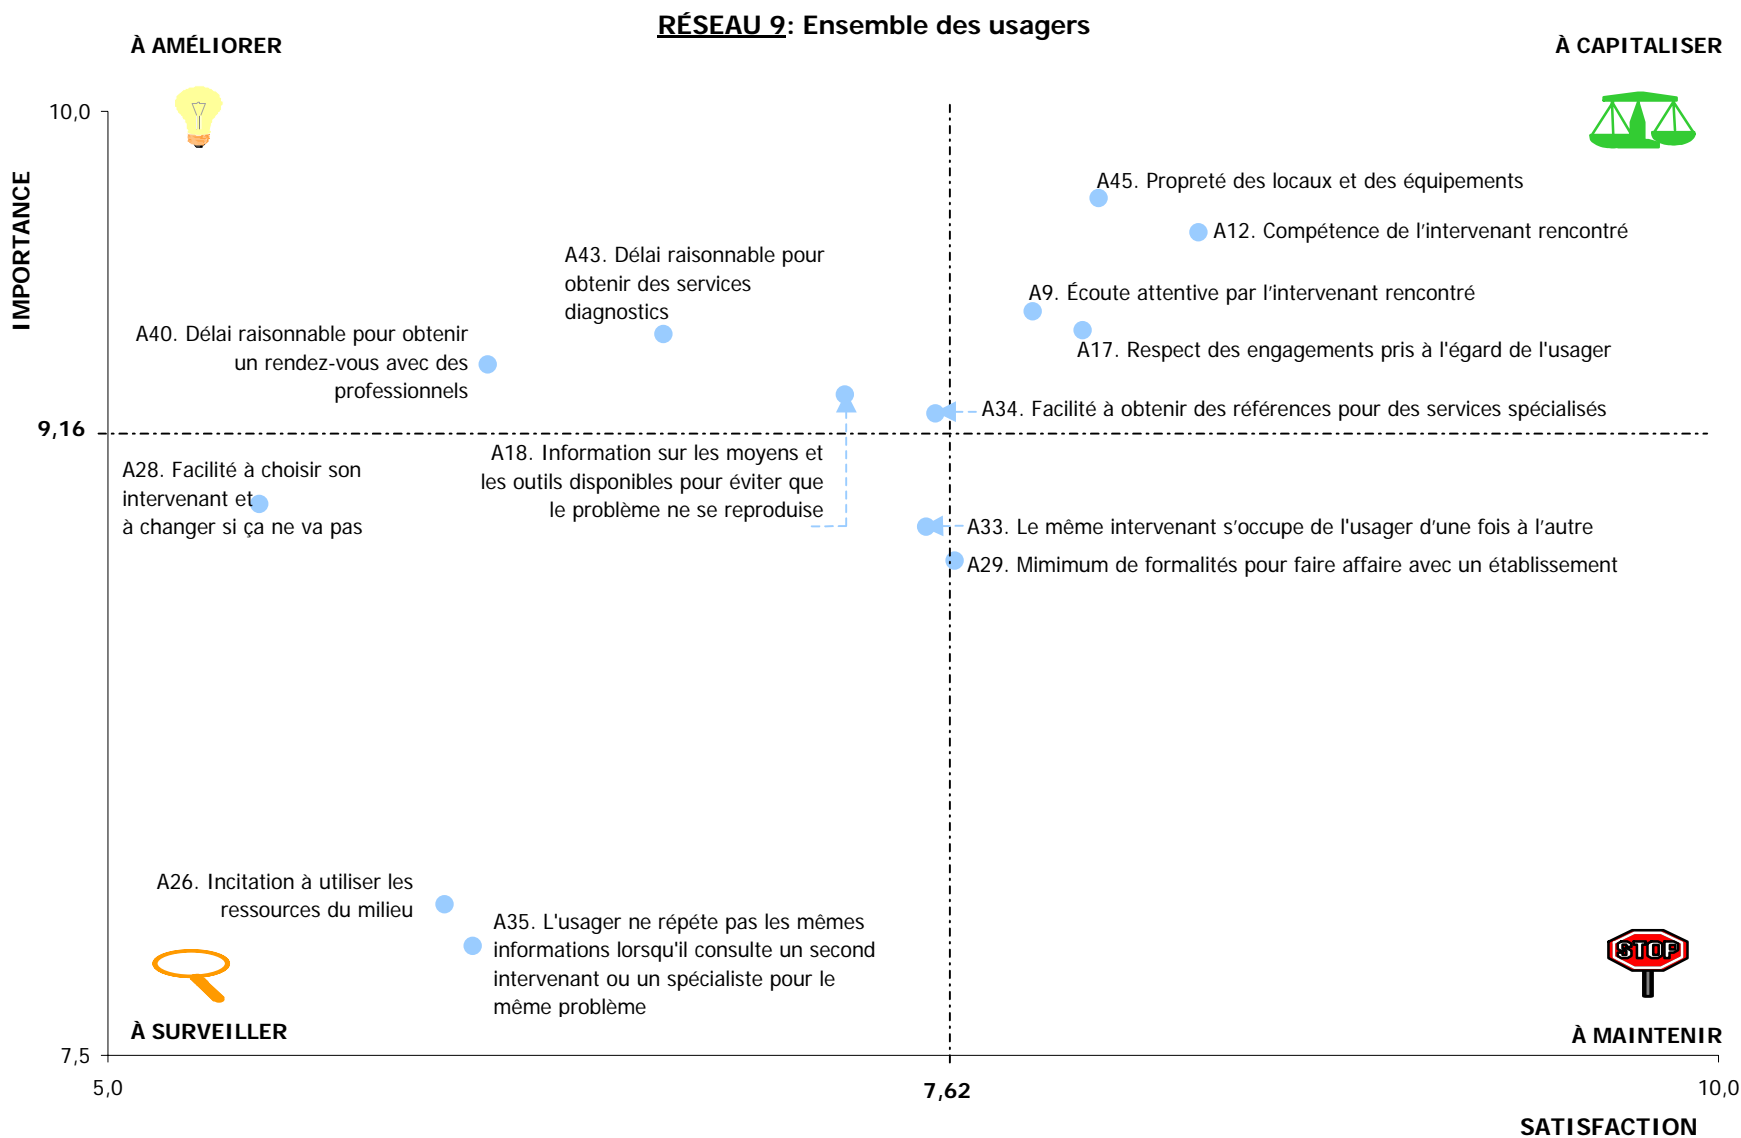 RÉSEAU 9: Ensemble des usagers
À AMÉLIORER
À CAPITALISER
10,0
IMPORTANCE
A45. Propreté des locaux et des équipements
A12. Compétence de l'intervenant rencontré
A43. Délai raisonnable pour
obtenir des services
diagnostics
A9. Écoute attentive par l'intervenant rencontré
A40. Délai raisonnable pour obtenir
un rendez-vous avec des
professionnels
A17. Respect des engagements pris à l'égard de l'usager
A34. Facilité à obtenir des références pour des services spécialisés
9,16
A18. Information sur les moyens et
les outils disponibles pour éviter que
le problème ne se reproduise
A28. Facilité à choisir son
intervenant et
à changer si ça ne va pas
A33. Le même intervenant s'occupe de l'usager d'une fois à l'autre
A29. Mimimum de formalités pour faire affaire avec un établissement
A26. Incitation à utiliser les
ressources du milieu
A35. L'usager ne répéte pas les mêmes
informations lorsqu'il consulte un second
intervenant ou un spécialiste pour le
même problème
STOP
À SURVEILLER
À MAINTENIR
7,5
5,0
7,62
10,0
SATISFACTION